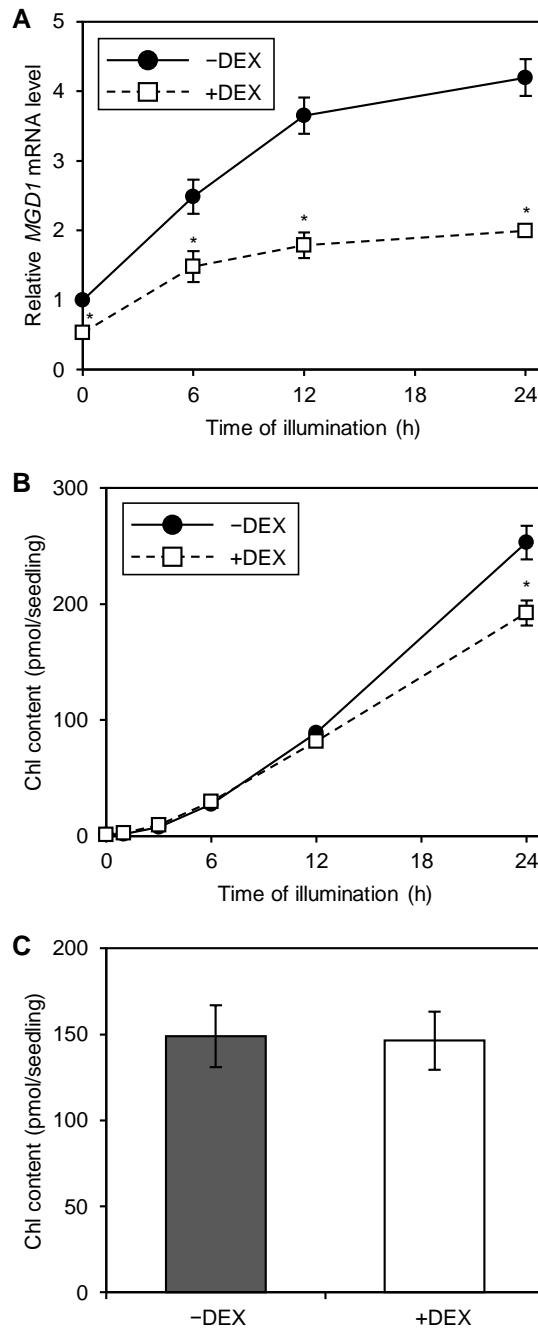 A
−DEX
+DEX
Relative MGD1 mRNA level
5
4
3
2
1
0
*
*
*
*
0 6 12 18 24
Time of illumination (h)
B
−DEX
+DEX
Chl content (pmol/seedling)
300
200
100
0
*
0 6 12 18 24
Time of illumination (h)
C
Chl content (pmol/seedling)
200
150
100
50
0
−DEX +DEX